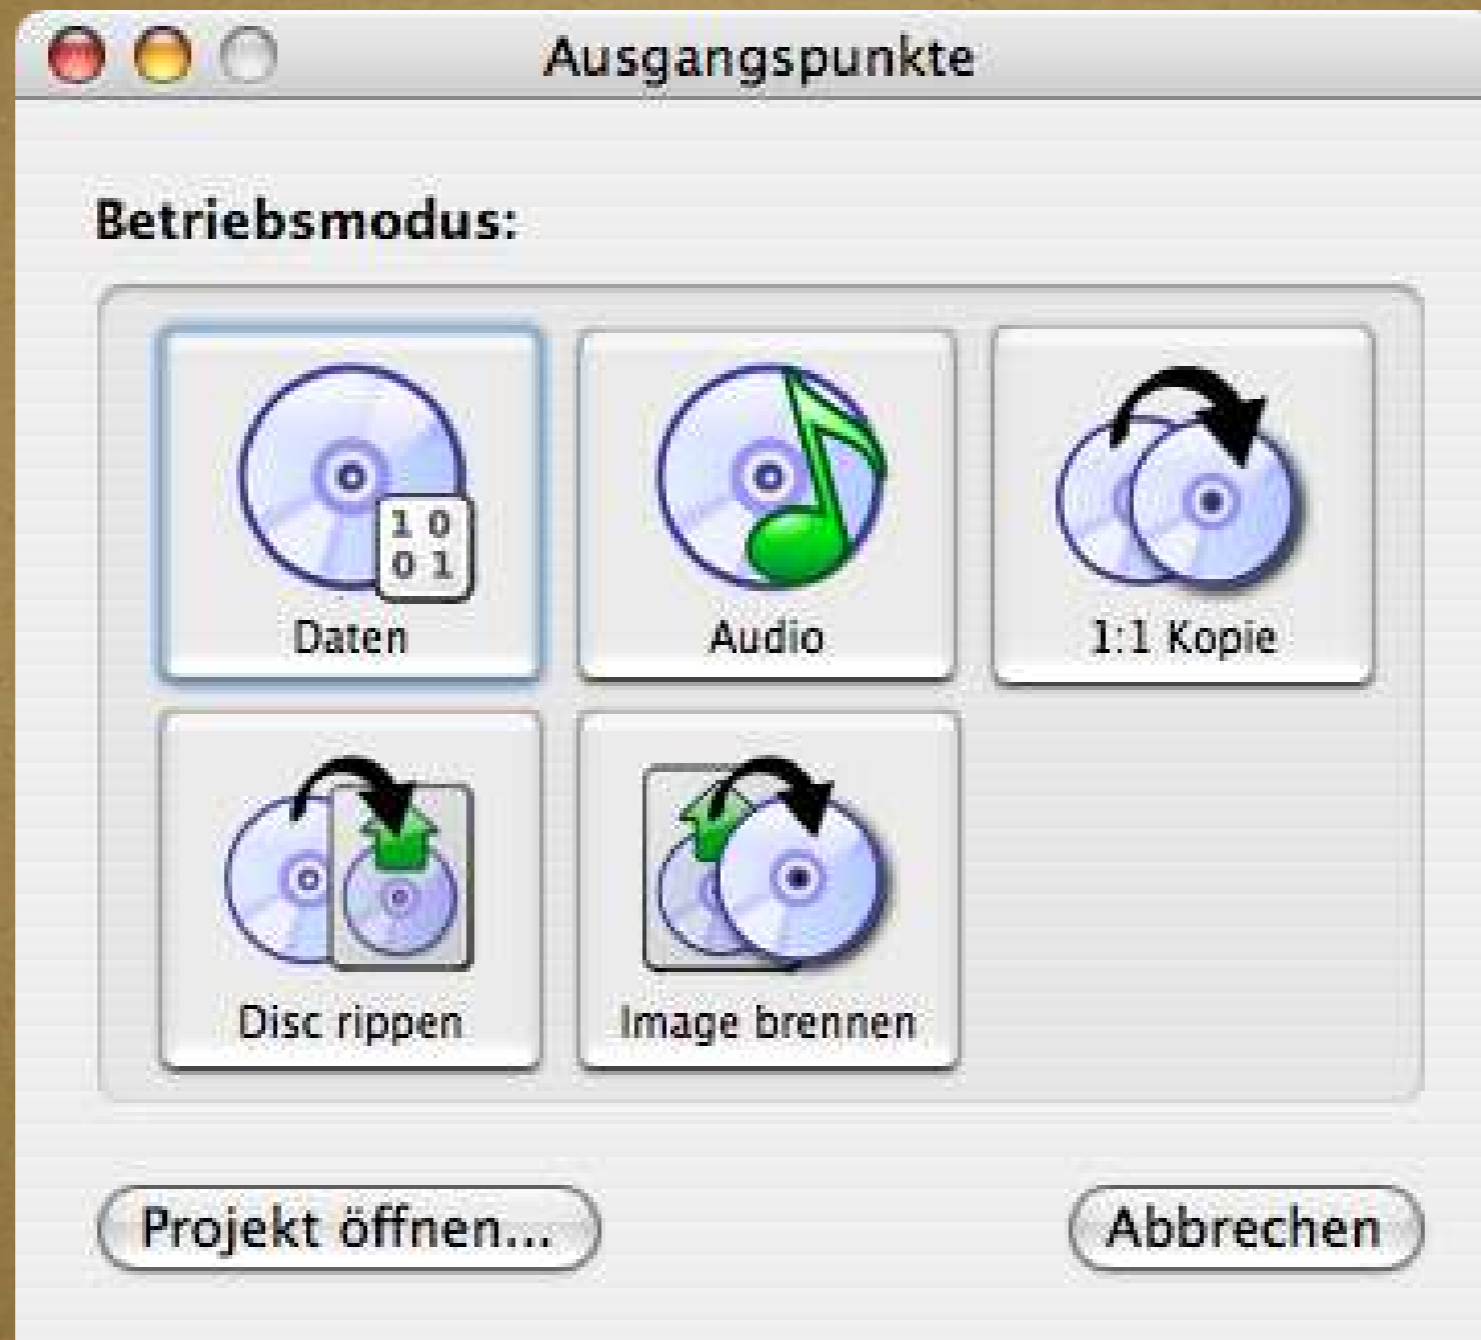 Ausgangspunkte
Betriebsmodus:
1 0
0 1
Daten
Audio
1:1 Kopie
Disc rippen
Image brennen
Projekt öffnen...
Abbrechen